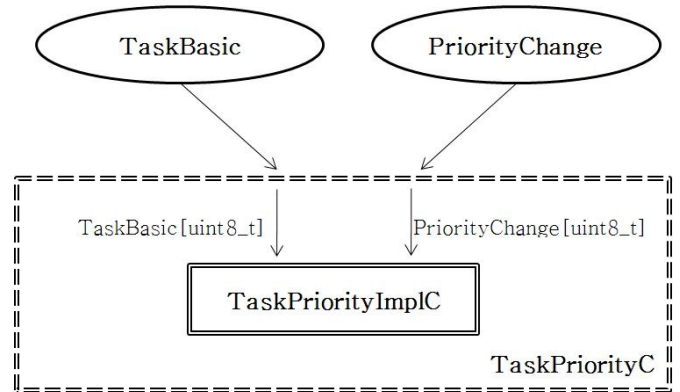 TaskBasic
PriorityChange
TaskBasic[uint8_t]
PriorityChange[uint8_t]
TaskPriorityImplC
TaskPriorityC